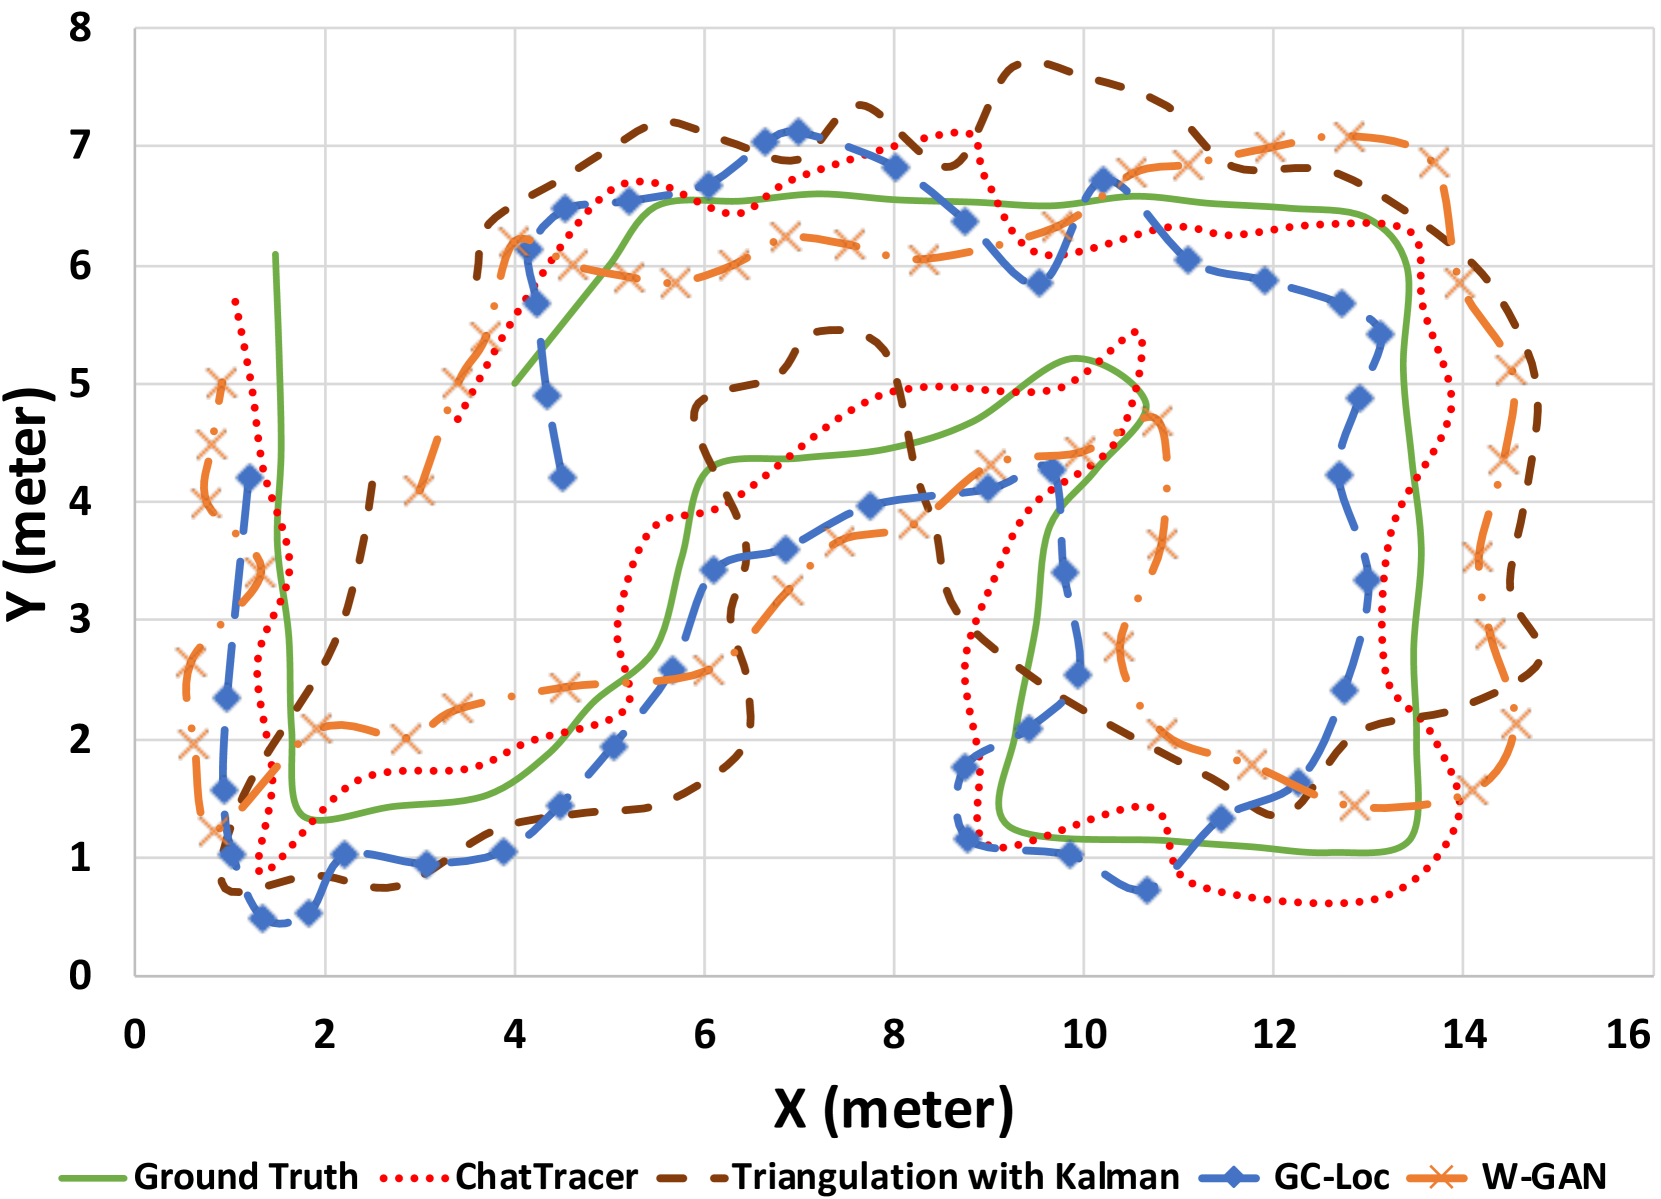 8
7
6
5
4
3
2
1
0
Y (meter)
0 2 4 6 8 10 12 14 16
X (meter)
Ground Truth ChatTracer Triangulation with Kalman GC-Loc W-GAN